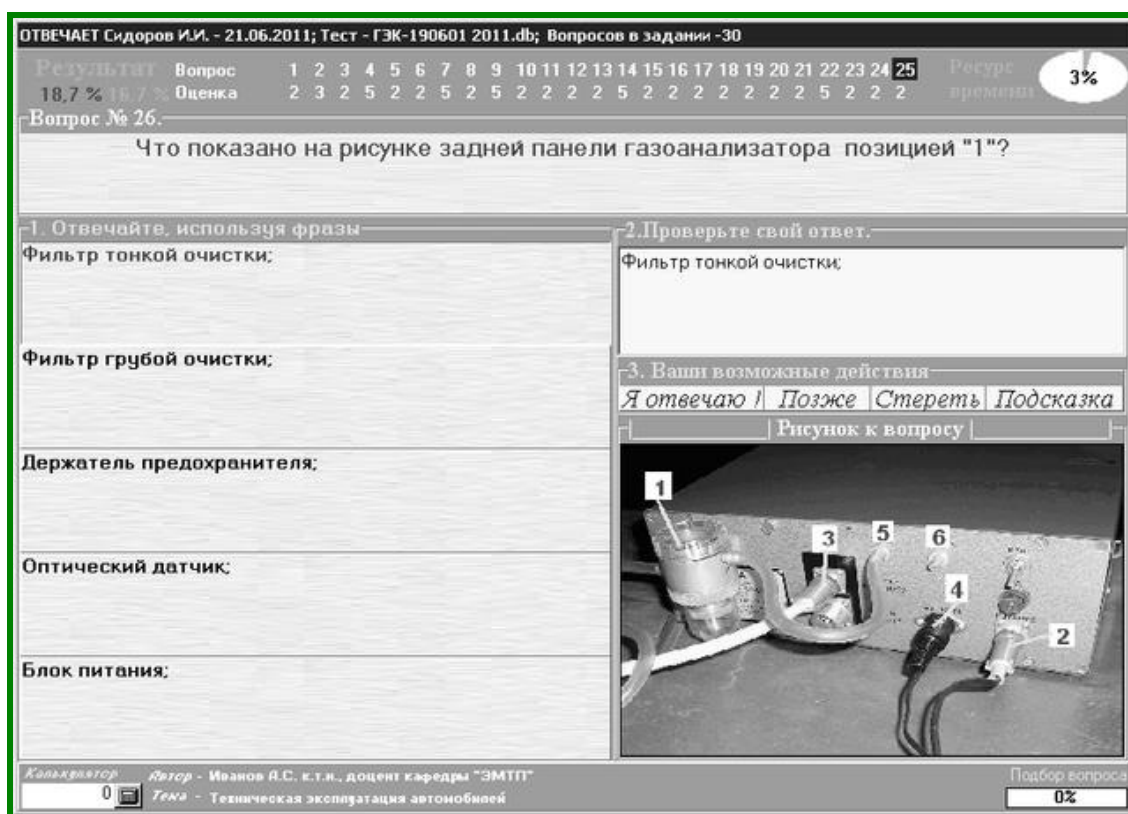 ОТВЕЧАЕТ Сидоров И.И. - 21.06.2011; Тест - ГЭК-190601 2011.db; Вопросов в задании -30
Результат Вопрос 1 2 3 4 5 6 7 8 9 10 11 12 13 14 15 16 17 18 19 20 21 22 23 24 25 Ресурс
18,7 % 16.7 % Оценка 2 3 2 5 2 2 5 2 5 2 2 2 2 5 2 2 2 2 2 2 2 5 2 2 2 времени 3%
Вопрос № 26.
Что показано на рисунке задней панели газоанализатора позицией "1"?
1. Отвечайте, используя фразы
Фильтр тонкой очистки;
Фильтр грубой очистки;
Держатель предохранителя;
Оптический датчик;
Блок питания;
2.Проверьте свой ответ.
Фильтр тонкой очистки;
3. Ваши возможные действия
Я отвечаю ! Позже Стереть Подсказка
Рисунок к вопросу
1
3
5
6
4
2
Калькулятор Автор - Иванов А.С. к.т.н., доцент кафедры "ЭМТП" Подбор вопроса
0 Тема - Техническая эксплуатация автомобилей 0%